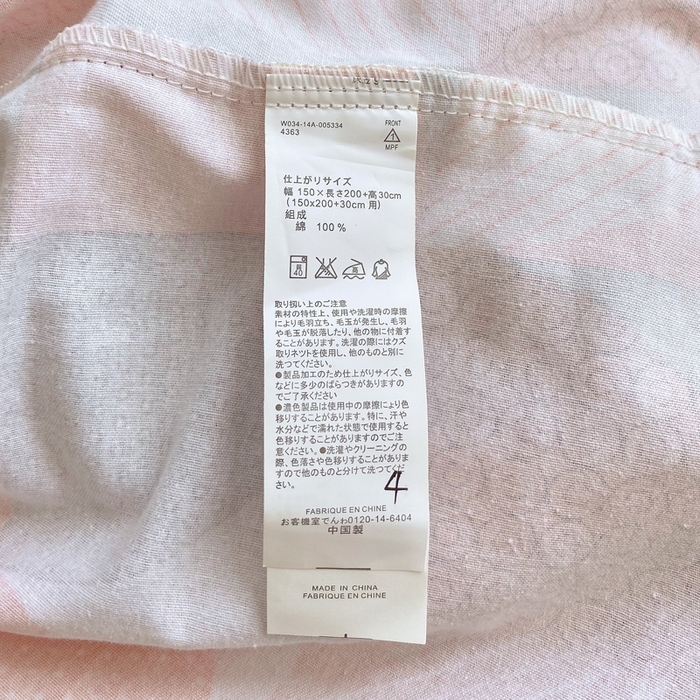 W034-14A-005334
4363
FRONT
1
MPF
仕上がりサイズ
幅 150×長さ200+高30cm
(150x200+30cm 用)
組成
綿 100 %
40
取り扱い上のご注意
素材の特性上、使用や洗濯時の摩擦
により毛羽立ち、毛玉が発生し、毛羽
や毛玉が脱落したり、他の物に付着す
ることがあります。洗濯の際にはクズ
取りネットを使用し、他のものと別に
洗つてください。
●製品加工のため仕上がりサイズ、色
などに多少のばらつきがありますの
でご了承ください
●濃色製品は使用中の摩擦により色
移りすることがあります。特に、汗や
水分などで濡れた状態で使用すると
色移りすることがありますのでご注
意ください。●洗濯やクリーニングの
際、色落さや色移りすることがありま
すので他のものと分けて洗つてくだ
さい。
4
FABRIQUE EN CHINE
お客機室でんわ0120-14-6404
中国製
MADE IN CHINA
FABRIQUE EN CHINE